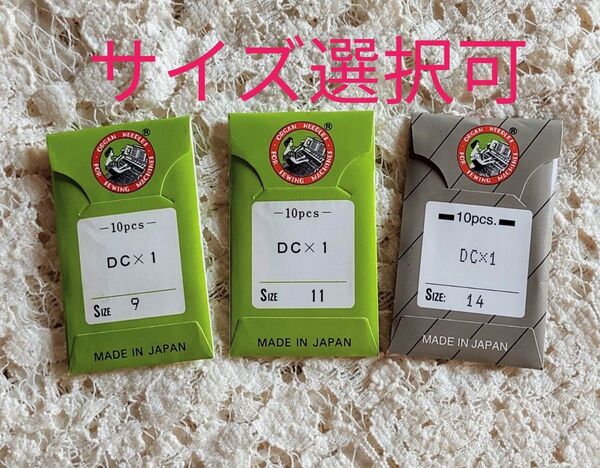 サイズ選択可
ORGAN NEEDLES ®
FOR SEWING MACHINES
-10pcs-
DC×1
SIZE 9
MADE IN JAPAN
ORGAN NEEDLES ®
FOR SEWING MACHINES
-10pcs-
DC×1
SIZE 11
MADE IN JAPAN
ORGAN NEEDLES ®
FOR SEWING MACHINES
10pcs.
DC×1
SIZE: 14
MADE IN JAPAN